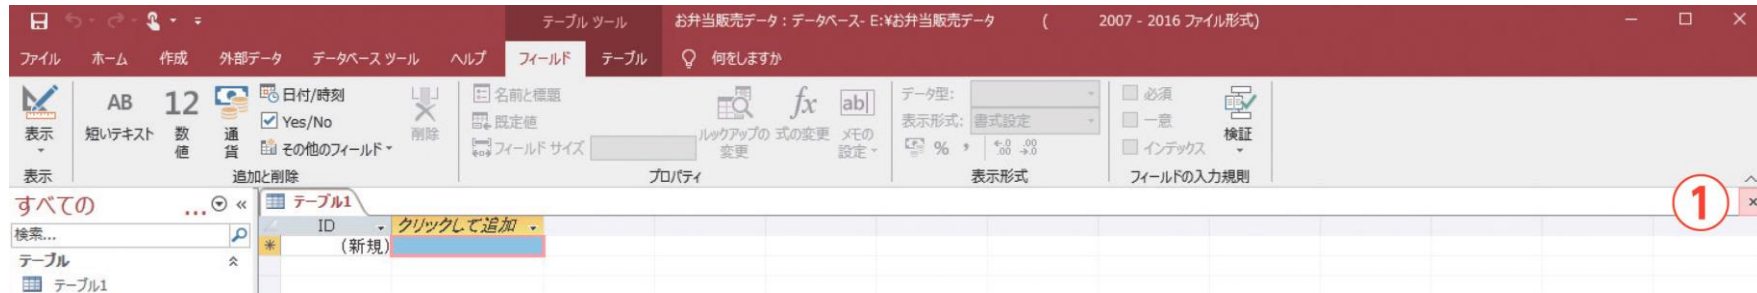 テーブル ツール お弁当販売データ : データベース- E:¥お弁当販売データ ( 2007 - 2016 ファイル形式)
ファイル ホーム 作成 外部データ データベース ツール ヘルプ フィールド テーブル 何をしますか
表示
AB
短いテキスト
12
数値
通貨
日付/時刻
Yes/No
その他のフィールド
削除
名前と標題
既定値
フィールド サイズ
ルックアップの変更
fx
式の変更
ab|
メモの設定
データ型:
表示形式: 書式設定
% , .0 .00 .00 .0
必須
一意
インデックス
検証
表示 追加と削除 プロパティ 表示形式 フィールドの入力規則
すべての ... «
テーブル1
①
検索...
ID クリックして追加
(新規)
テーブル
テーブル1